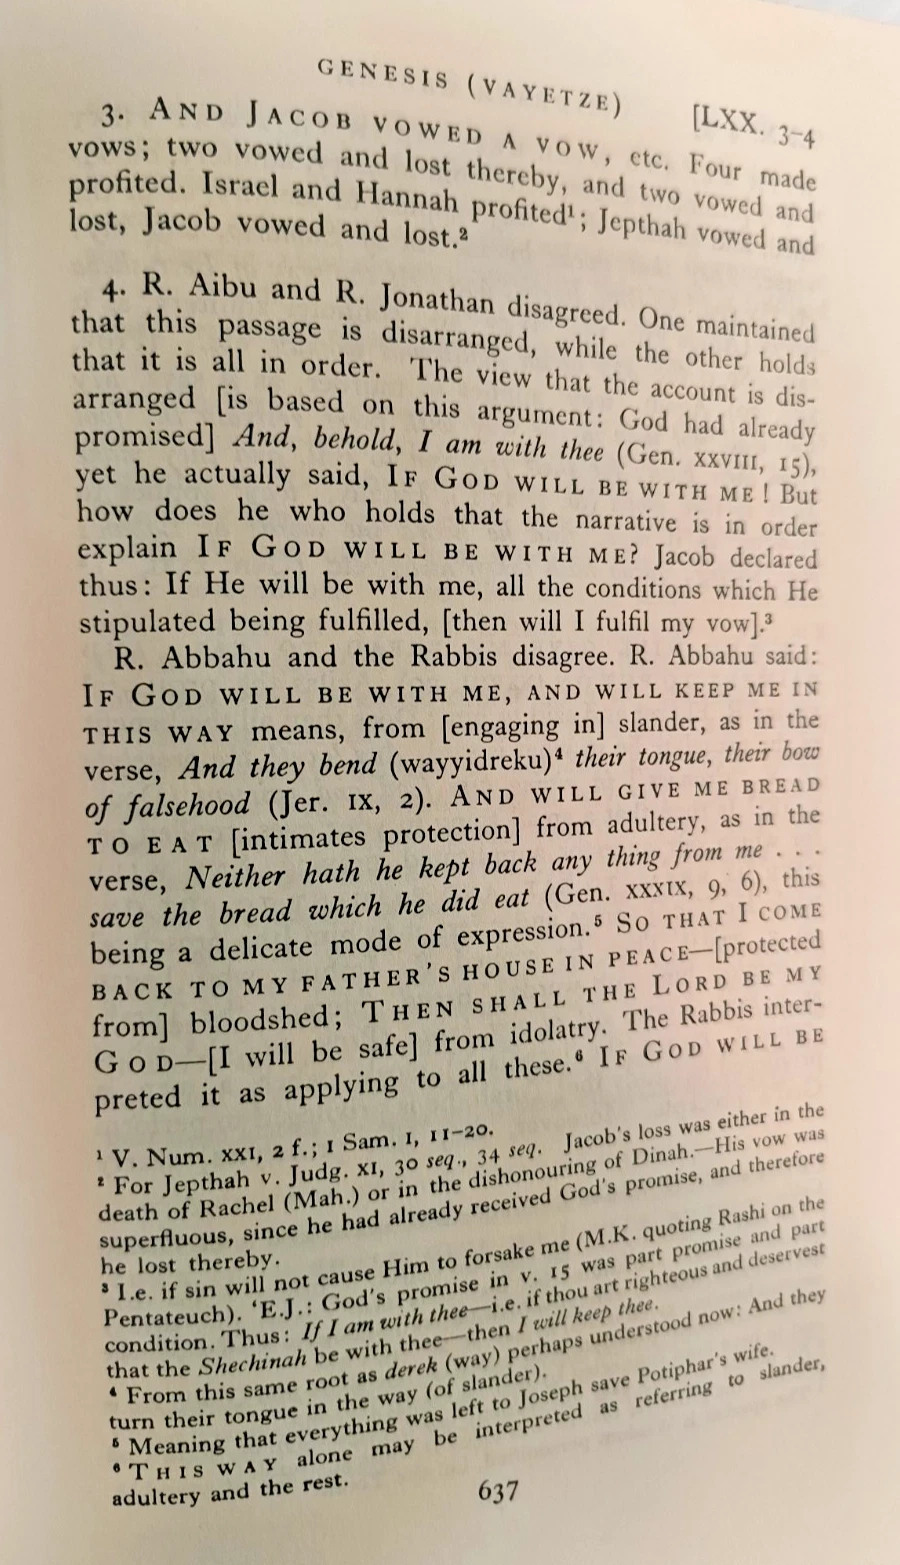 GENESIS (VAYETZE) [LXX. 3-4
3. AND JACOB VOWED A VOW, etc. Four made
vows; two vowed and lost thereby, and two vowed and
profited. Israel and Hannah profited¹; Jepthah vowed and
lost, Jacob vowed and lost.²
4. R. Aibu and R. Jonathan disagreed. One maintained
that this passage is disarranged, while the other holds
that it is all in order. The view that the account is dis-
arranged [is based on this argument: God had already
promised] And, behold, I am with thee (Gen. XXVIII, 15),
yet he actually said, IF GOD WILL BE WITH ME! But
how does he who holds that the narrative is in order
explain IF GOD WILL BE WITH ME? Jacob declared
thus: If He will be with me, all the conditions which He
stipulated being fulfilled, [then will I fulfil my vow].³
R. Abbahu and the Rabbis disagree. R. Abbahu said:
IF GOD WILL BE WITH ME, AND WILL KEEP ME IN
THIS WAY means, from [engaging in] slander, as in the
verse, And they bend (wayyidreku)⁴ their tongue, their bow
of falsehood (Jer. IX, 2). AND WILL GIVE ME BREAD
TO EAT [intimates protection] from adultery, as in the
verse, Neither hath he kept back any thing from me . . .
save the bread which he did eat (Gen. XXXIX, 9, 6), this
being a delicate mode of expression.⁵ SO THAT I COME
BACK TO MY FATHER'S HOUSE IN PEACE—[protected
from] bloodshed; THEN SHALL THE LORD BE MY
GOD—[I will be safe] from idolatry. The Rabbis inter-
preted it as applying to all these.⁶ IF GOD WILL BE
¹ V. Num. XXI, 2 f.; 1 Sam. I, 11-20.
² For Jepthah v. Judg. XI, 30 seq., 34 seq. Jacob's loss was either in the
death of Rachel (Mah.) or in the dishonouring of Dinah.—His vow was
superfluous, since he had already received God's promise, and therefore
he lost thereby.
³ I.e. if sin will not cause Him to forsake me (M.K. quoting Rashi on the
Pentateuch). 'E.J.: God's promise in v. 15 was part promise and part
condition. Thus: If I am with thee—i.e. if thou art righteous and deservest
that the Shechinah be with thee—then I will keep thee.
⁴ From this same root as derek (way) perhaps understood now: And they
turn their tongue in the way (of slander).
⁵ Meaning that everything was left to Joseph save Potiphar's wife.
⁶ THIS WAY alone may be interpreted as referring to slander,
adultery and the rest.
637